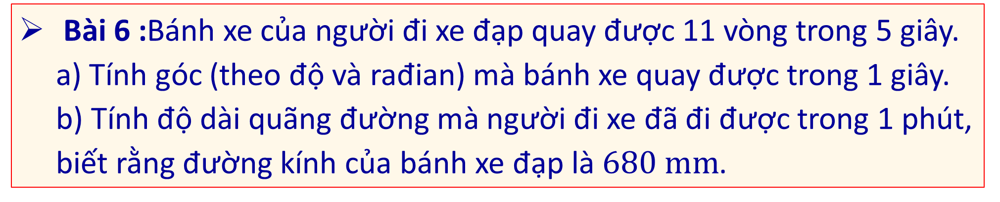 ➢ Bài 6 :Bánh xe của người đi xe đạp quay được 11 vòng trong 5 giây.
a) Tính góc (theo độ và rađian) mà bánh xe quay được trong 1 giây.
b) Tính độ dài quãng đường mà người đi xe đã đi được trong 1 phút,
biết rằng đường kính của bánh xe đạp là 680 mm.